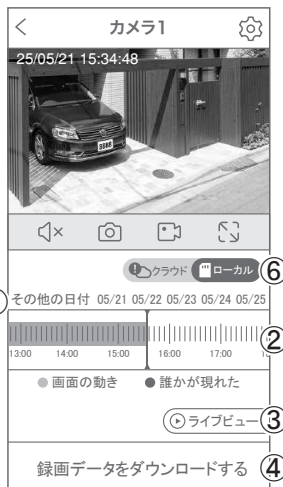 カメラ1
25/05/21 15:34:48
8888
クラウド ローカル ⑥
その他の日付 05/21 05/22 05/23 05/24 05/25
②
13:00 14:00 15:00 16:00 17:00
画面の動き 誰かが現れた
ライブビュー ③
録画データをダウンロードする ④